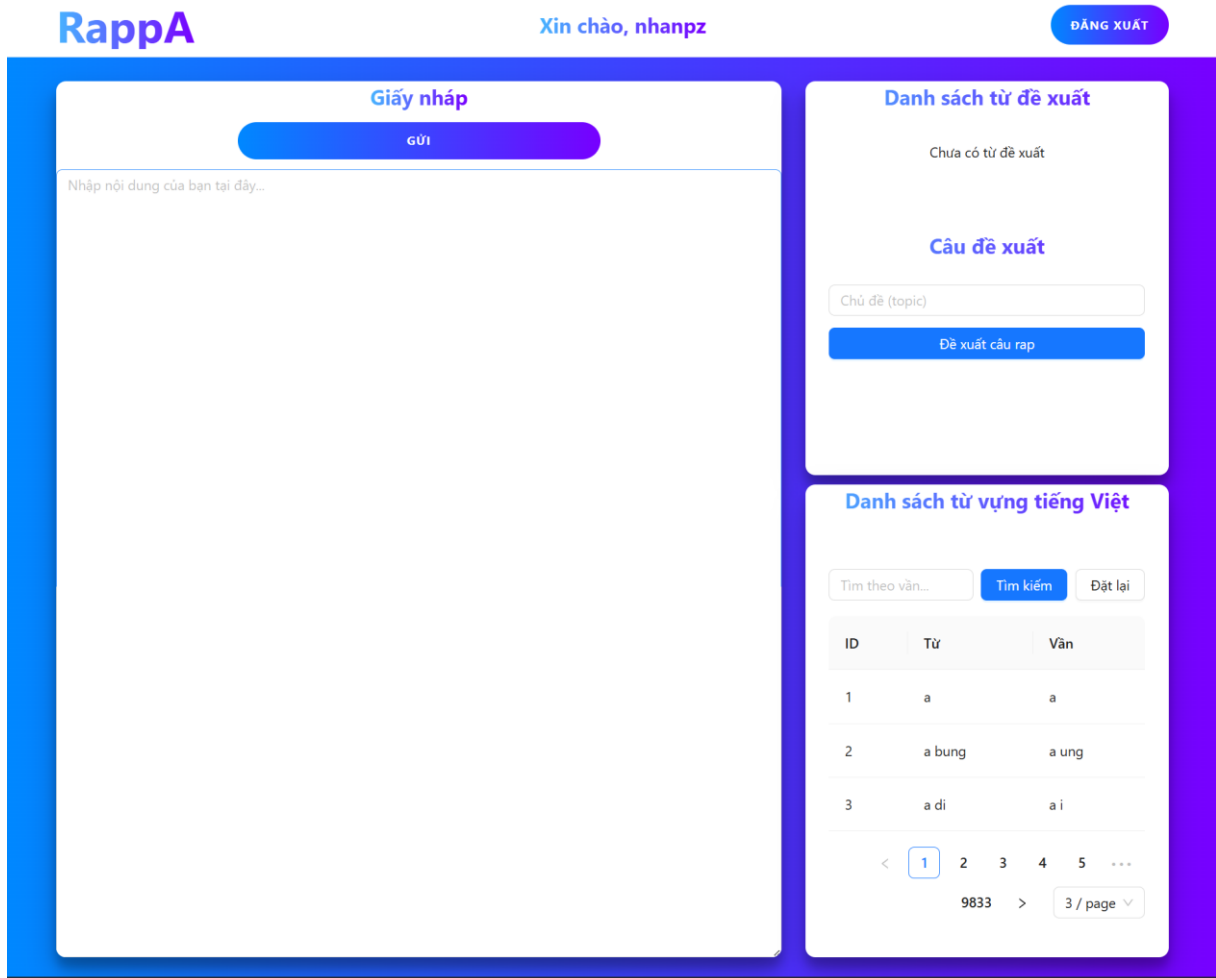 RappA
Xin chào, nhanpz
ĐĂNG XUẤT
Giấy nháp
GỬI
Nhập nội dung của bạn tại đây...
Danh sách từ đề xuất
Chưa có từ đề xuất
Câu đề xuất
Chủ đề (topic)
Đề xuất câu rap
Danh sách từ vựng tiếng Việt
Tìm theo vần...
Tìm kiếm
Đặt lại
ID Từ Vần
1 a a
2 a bung a ung
3 a di a i
< 1 2 3 4 5 •••
9833 > 3 / page